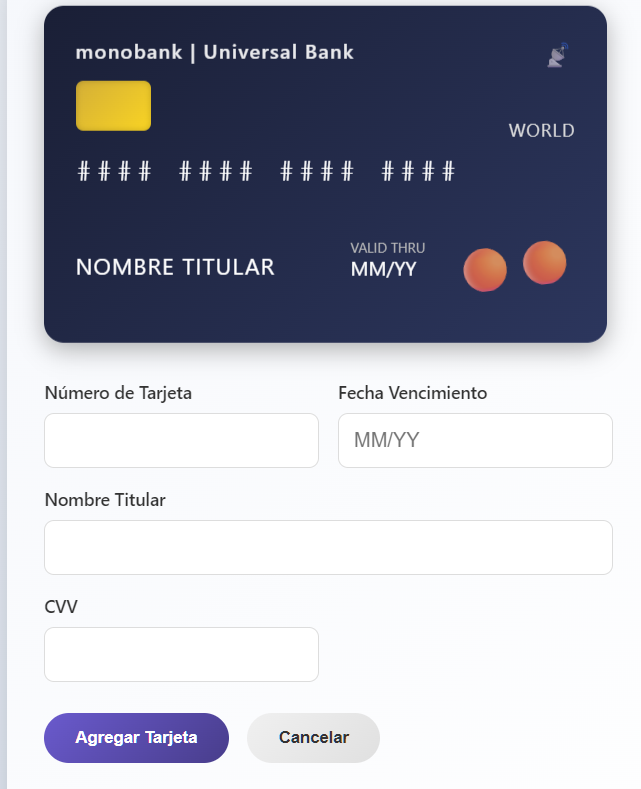 monobank | Universal Bank
WORLD
#### #### #### ####
VALID THRU
NOMBRE TITULAR MM/YY
Número de Tarjeta Fecha Vencimiento
MM/YY
Nombre Titular
CVV
Agregar Tarjeta Cancelar